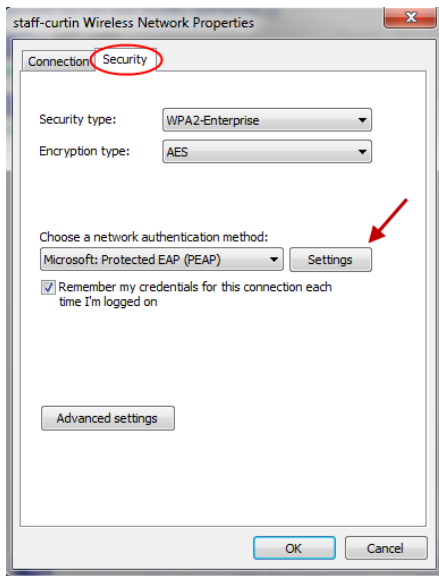 staff-curtin Wireless Network Properties
Connection Security
Security type: WPA2-Enterprise
Encryption type: AES
Choose a network authentication method:
Microsoft: Protected EAP (PEAP) Settings
Remember my credentials for this connection each
time I'm logged on
Advanced settings
OK Cancel